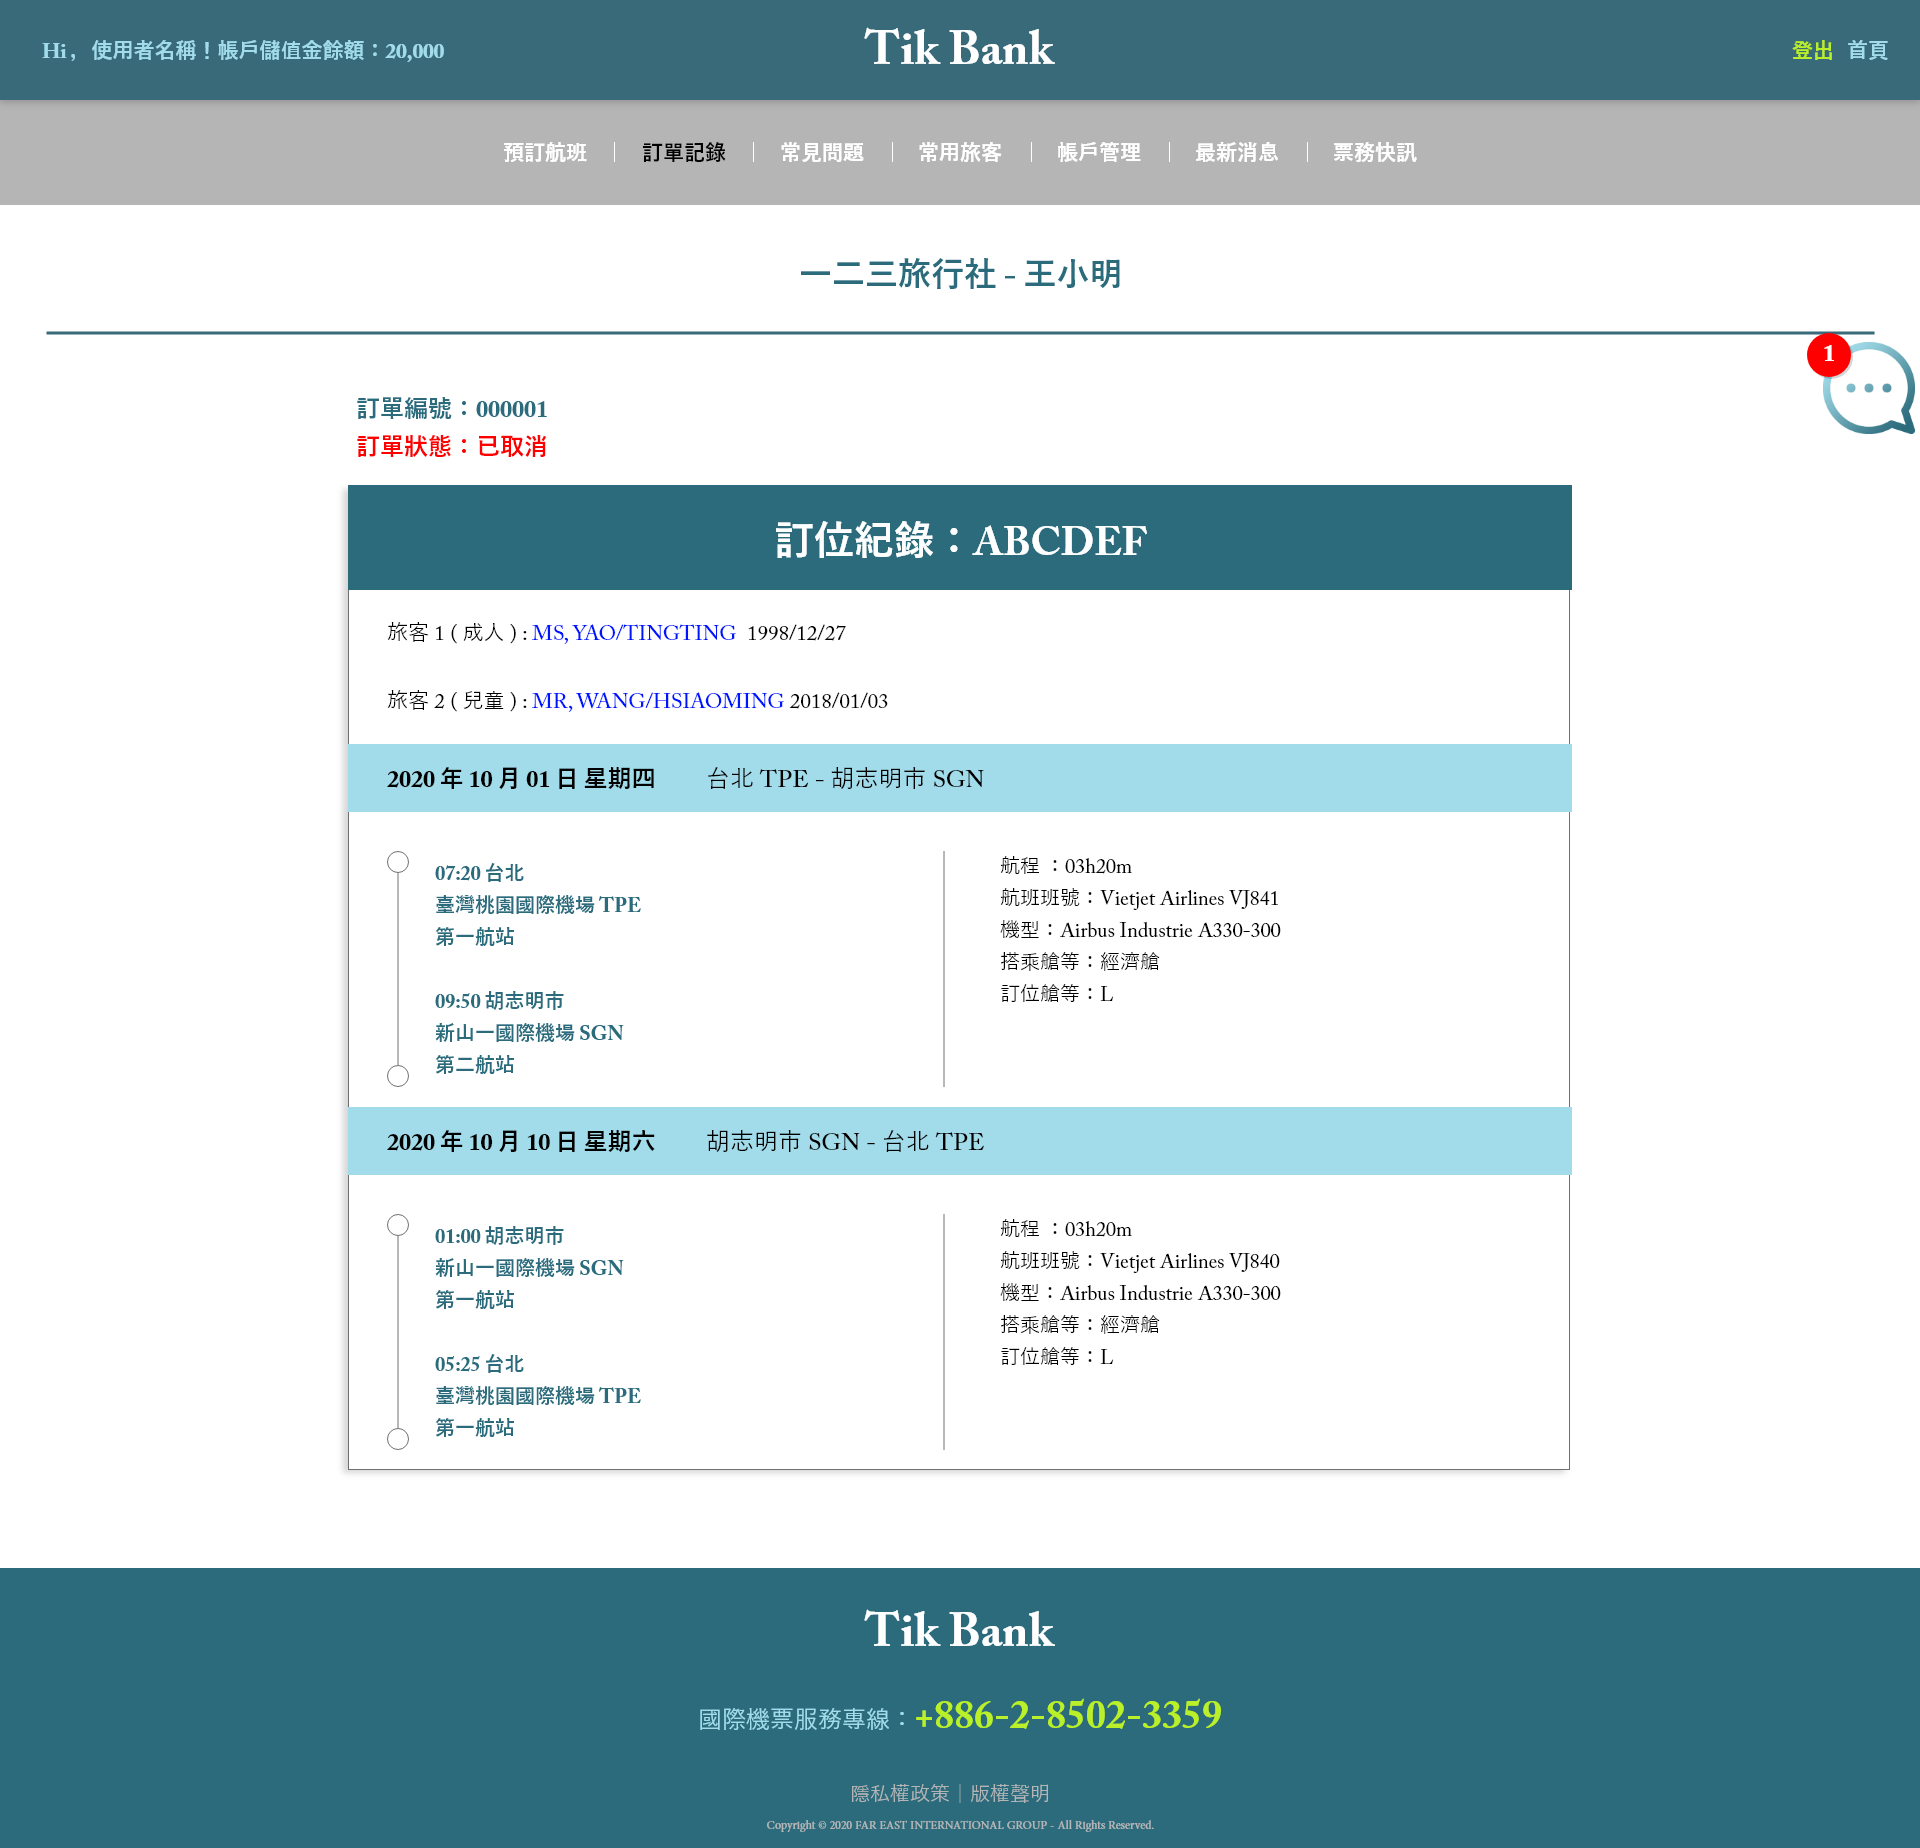 Hi，使用者名稱！帳戶儲值金餘額：20,000
Tik Bank
登出 首頁
預訂航班 | 訂單記錄 | 常見問題 | 常用旅客 | 帳戶管理 | 最新消息 | 票務快訊
一二三旅行社 - 王小明
1
訂單編號：000001
訂單狀態：已取消
訂位紀錄：ABCDEF
旅客 1 ( 成人 ) : MS, YAO/TINGTING 1998/12/27
旅客 2 ( 兒童 ) : MR, WANG/HSIAOMING 2018/01/03
2020 年 10 月 01 日 星期四 台北 TPE - 胡志明市 SGN
07:20 台北
臺灣桃園國際機場 TPE
第一航站
09:50 胡志明市
新山一國際機場 SGN
第二航站
航程 ：03h20m
航班班號：Vietjet Airlines VJ841
機型：Airbus Industrie A330-300
搭乘艙等：經濟艙
訂位艙等：L
2020 年 10 月 10 日 星期六 胡志明市 SGN - 台北 TPE
01:00 胡志明市
新山一國際機場 SGN
第一航站
05:25 台北
臺灣桃園國際機場 TPE
第一航站
航程 ：03h20m
航班班號：Vietjet Airlines VJ840
機型：Airbus Industrie A330-300
搭乘艙等：經濟艙
訂位艙等：L
Tik Bank
國際機票服務專線：+886-2-8502-3359
隱私權政策｜版權聲明
Copyright © 2020 FAR EAST INTERNATIONAL GROUP - All Rights Reserved.